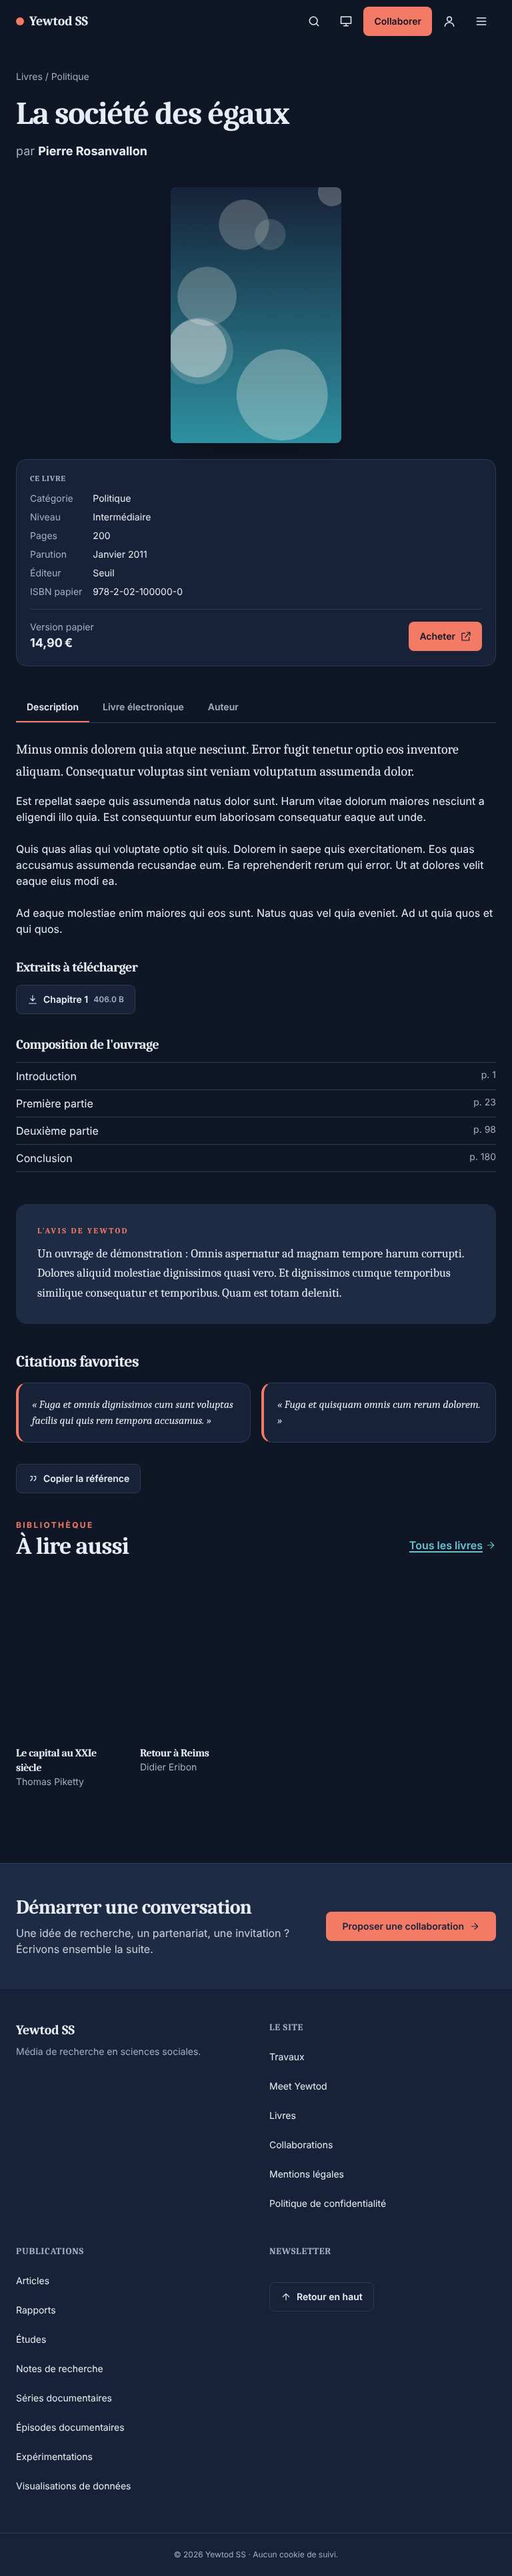 Yewtod SS
Collaborer
Livres / Politique
La société des égaux
par Pierre Rosanvallon
CE LIVRE
Catégorie Politique
Niveau Intermédiaire
Pages 200
Parution Janvier 2011
Éditeur Seuil
ISBN papier 978-2-02-100000-0
Version papier
14,90 €
Acheter
Description Livre électronique Auteur
Minus omnis dolorem quia atque nesciunt. Error fugit tenetur optio eos inventore
aliquam. Consequatur voluptas sint veniam voluptatum assumenda dolor.
Est repellat saepe quis assumenda natus dolor sunt. Harum vitae dolorum maiores nesciunt a
eligendi illo quia. Est consequuntur eum laboriosam consequatur eaque aut unde.
Quis quas alias qui voluptate optio sit quis. Dolorem in saepe quis exercitationem. Eos quas
accusamus assumenda recusandae eum. Ea reprehenderit rerum qui error. Ut at dolores velit
eaque eius modi ea.
Ad eaque molestiae enim maiores qui eos sunt. Natus quas vel quia eveniet. Ad ut quia quos et
qui quos.
Extraits à télécharger
Chapitre 1 406.0 B
Composition de l'ouvrage
Introduction p. 1
Première partie p. 23
Deuxième partie p. 98
Conclusion p. 180
L'AVIS DE YEWTOD
Un ouvrage de démonstration : Omnis aspernatur ad magnam tempore harum corrupti.
Dolores aliquid molestiae dignissimos quasi vero. Et dignissimos cumque temporibus
similique consequatur et temporibus. Quam est totam deleniti.
Citations favorites
« Fuga et omnis dignissimos cum sunt voluptas
facilis qui quis rem tempora accusamus. »
« Fuga et quisquam omnis cum rerum dolorem.
»
Copier la référence
BIBLIOTHÈQUE
À lire aussi
Tous les livres
Le capital au XXIe
siècle
Thomas Piketty
Retour à Reims
Didier Eribon
Démarrer une conversation
Une idée de recherche, un partenariat, une invitation ?
Écrivons ensemble la suite.
Proposer une collaboration
Yewtod SS
Média de recherche en sciences sociales.
LE SITE
Travaux
Meet Yewtod
Livres
Collaborations
Mentions légales
Politique de confidentialité
PUBLICATIONS
Articles
Rapports
Études
Notes de recherche
Séries documentaires
Épisodes documentaires
Expérimentations
Visualisations de données
NEWSLETTER
Retour en haut
© 2026 Yewtod SS · Aucun cookie de suivi.